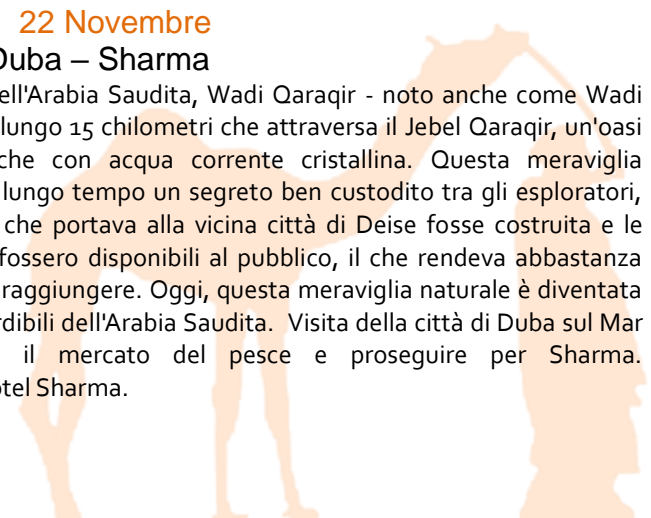 22 Novembre
Duba – Sharma
ell'Arabia Saudita, Wadi Qaraqir - noto anche come Wadi
lungo 15 chilometri che attraversa il Jebel Qaraqir, un'oasi
che con acqua corrente cristallina. Questa meraviglia
lungo tempo un segreto ben custodito tra gli esploratori,
che portava alla vicina città di Deise fosse costruita e le
fossero disponibili al pubblico, il che rendeva abbastanza
raggiungere. Oggi, questa meraviglia naturale è diventata
rdibili dell'Arabia Saudita. Visita della città di Duba sul Mar
il mercato del pesce e proseguire per Sharma.
otel Sharma.